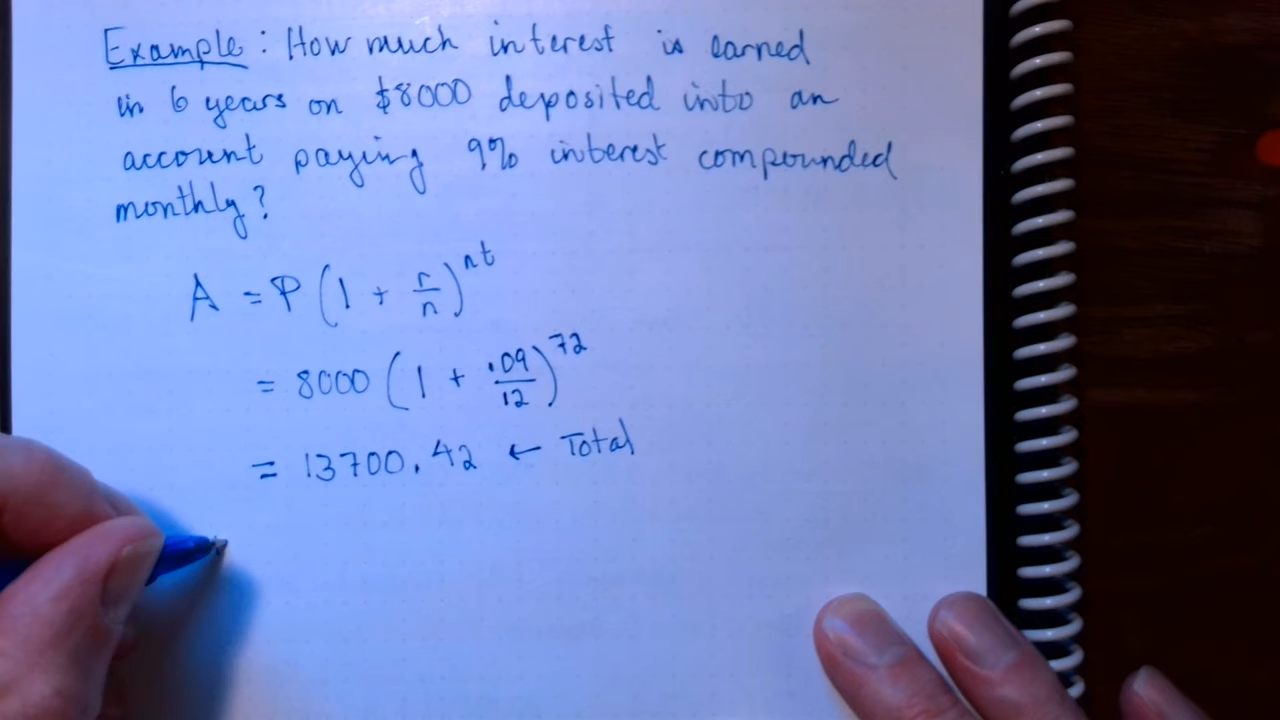 Example: How much interest is earned
in 6 years on $8000 deposited into an
account paying 9% interest compounded
monthly?
A = P(1 + r/n)^nt
= 8000 (1 + .09/12)^72
= 13700.42 ← Total